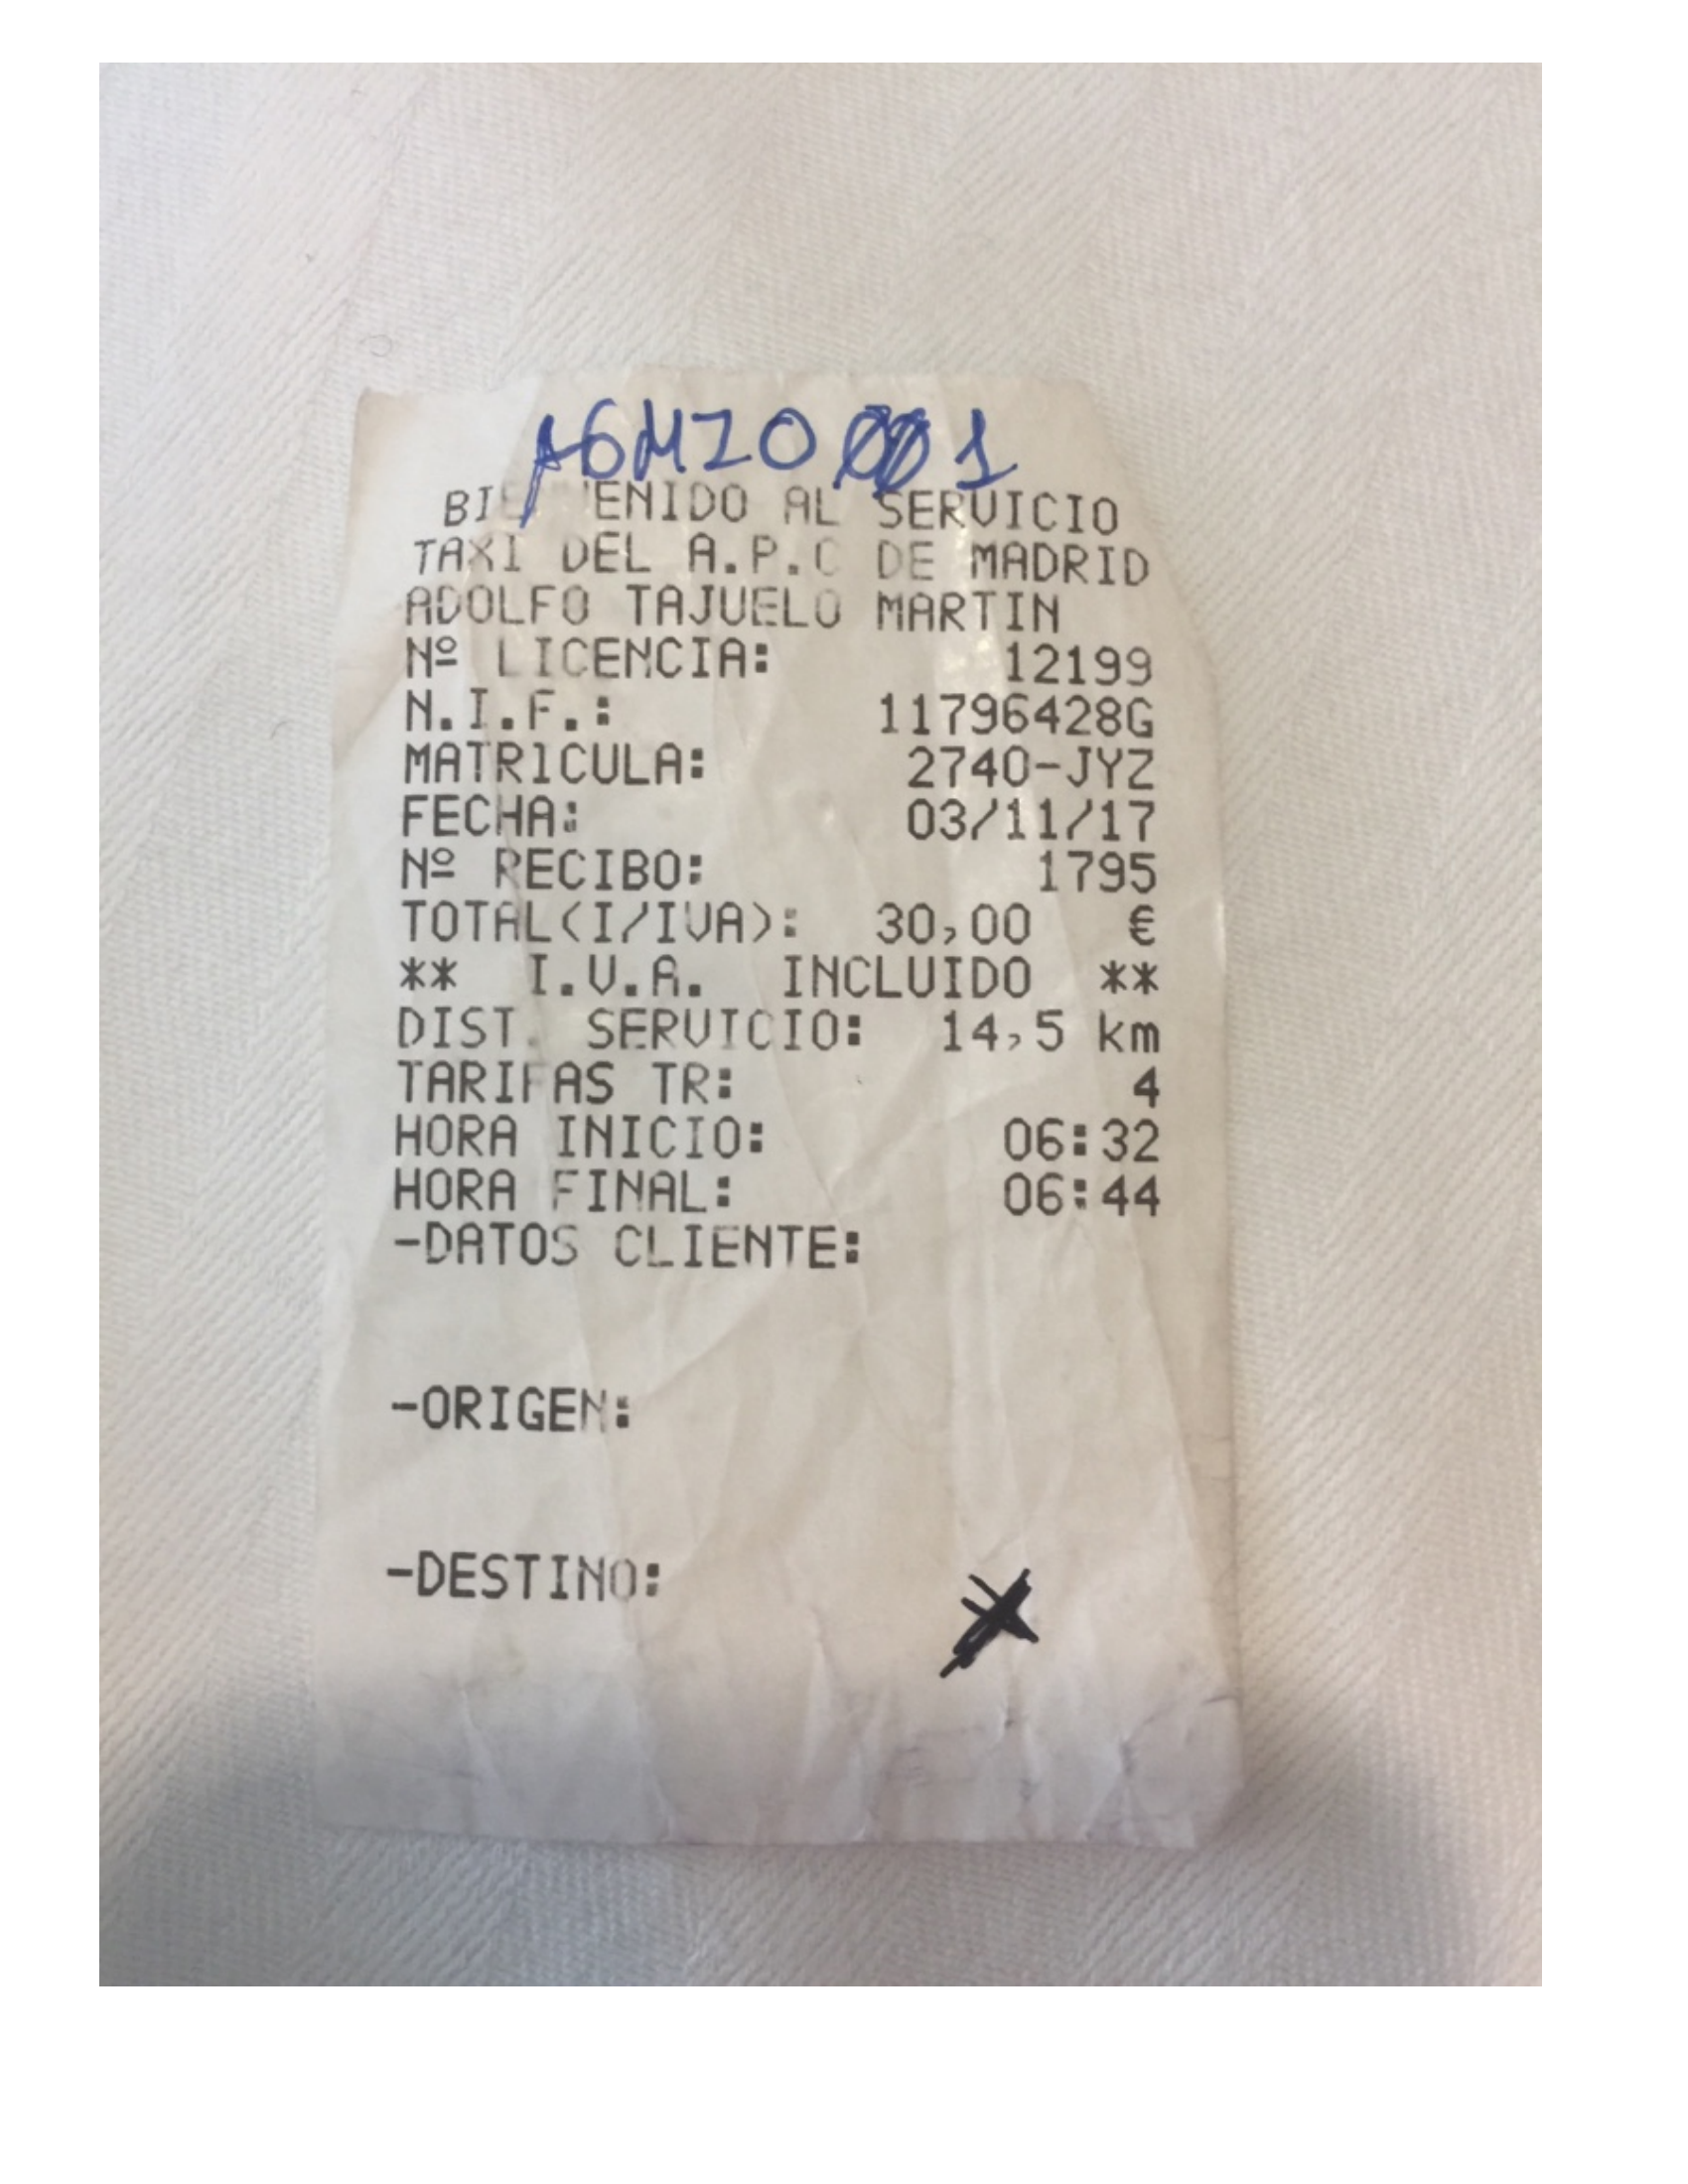 BIENVENIDO AL SERVICIO
TAXI DEL A.P.C DE MADRID
ADOLFO TAJUELO MARTIN
Nº LICENCIA: 12199
N.I.F.: 11796428G
MATRICULA: 2740-JYZ
FECHA: 03/11/17
Nº RECIBO: 1795
TOTAL(I/IVA): 30,00 €
** I.V.A. INCLUIDO **
DIST. SERVICIO: 14,5 km
TARIFAS TR: 4
HORA INICIO: 06:32
HORA FINAL: 06:44
-DATOS CLIENTE:
-ORIGEN:
-DESTINO: